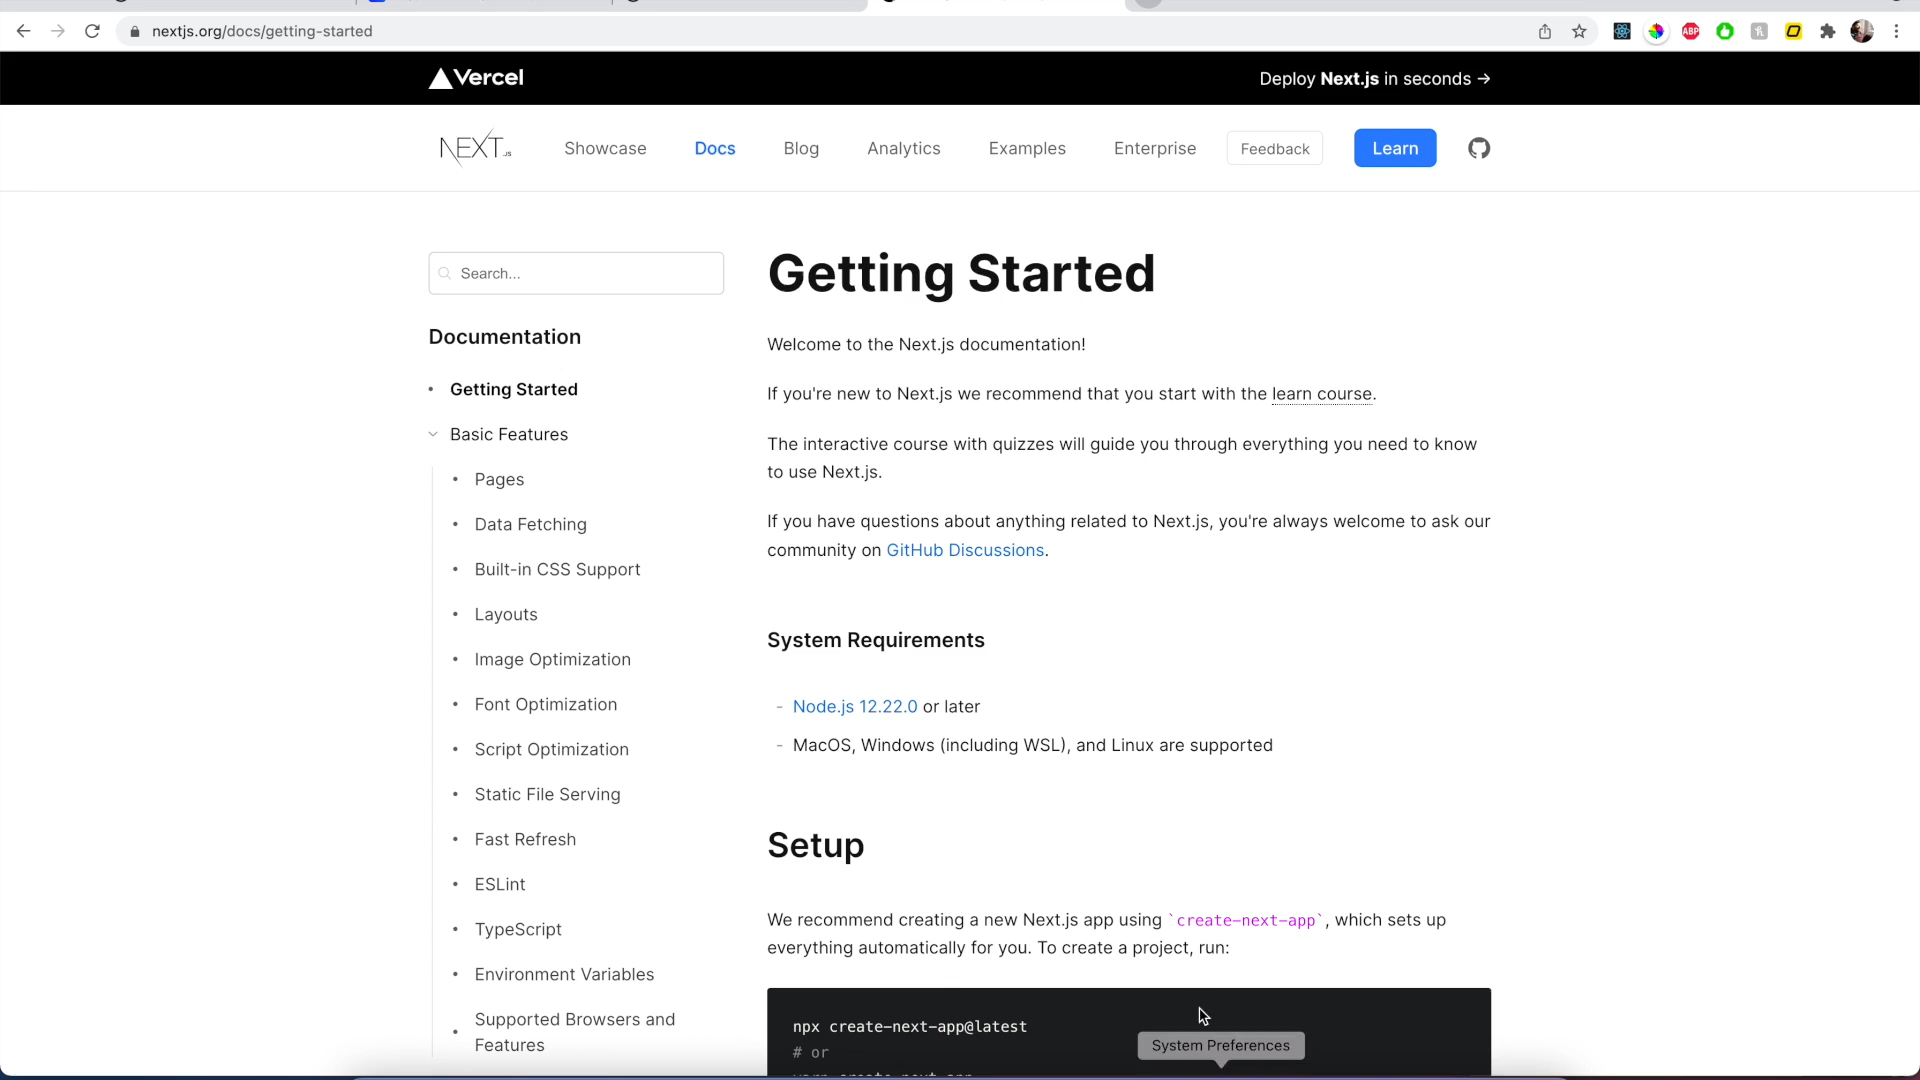 nextjs.org/docs/getting-started
ABP
Vercel
Deploy Next.js in seconds →
NEXT.JS
Showcase
Docs
Blog
Analytics
Examples
Enterprise
Feedback
Learn
Search...
Documentation
• Getting Started
Basic Features
• Pages
• Data Fetching
• Built-in CSS Support
• Layouts
• Image Optimization
• Font Optimization
• Script Optimization
• Static File Serving
• Fast Refresh
• ESLint
• TypeScript
• Environment Variables
• Supported Browsers and
Features
Getting Started
Welcome to the Next.js documentation!
If you're new to Next.js we recommend that you start with the learn course.
The interactive course with quizzes will guide you through everything you need to know
to use Next.js.
If you have questions about anything related to Next.js, you're always welcome to ask our
community on GitHub Discussions.
System Requirements
- Node.js 12.22.0 or later
- MacOS, Windows (including WSL), and Linux are supported
Setup
We recommend creating a new Next.js app using `create-next-app`, which sets up
everything automatically for you. To create a project, run:
npx create-next-app@latest
# or
System Preferences